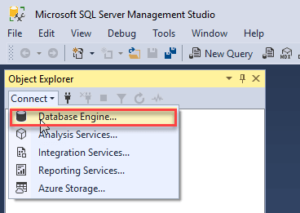 Microsoft SQL Server Management Studio
File Edit View Debug Tools Window Help
New Query
Object Explorer
Connect
Database Engine...
Analysis Services...
Integration Services...
Reporting Services...
Azure Storage...